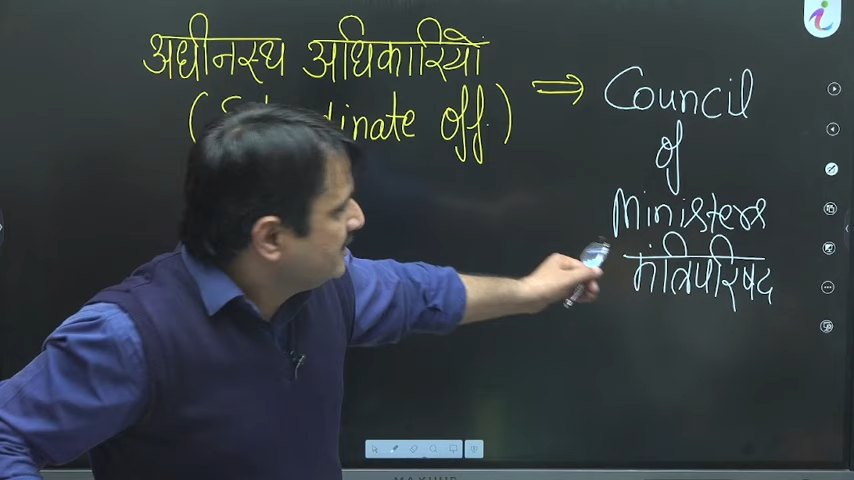 अधीनस्थ अधिकारियो
dinate off.)
⇒ Council
of
Ministers
मंत्रिपरिषद